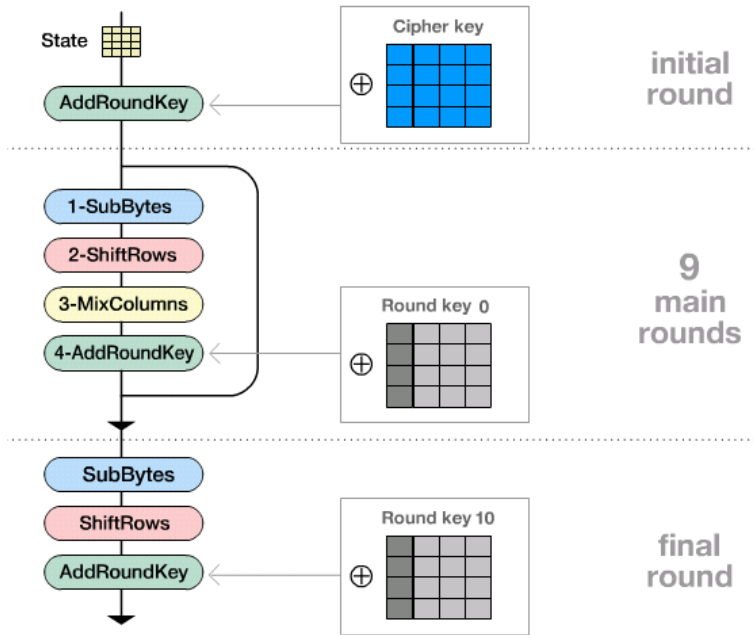 State
Cipher key
AddRoundKey
initial
round
1-SubBytes
2-ShiftRows
3-MixColumns
4-AddRoundKey
Round key 0
9
main
rounds
SubBytes
ShiftRows
AddRoundKey
Round key 10
final
round